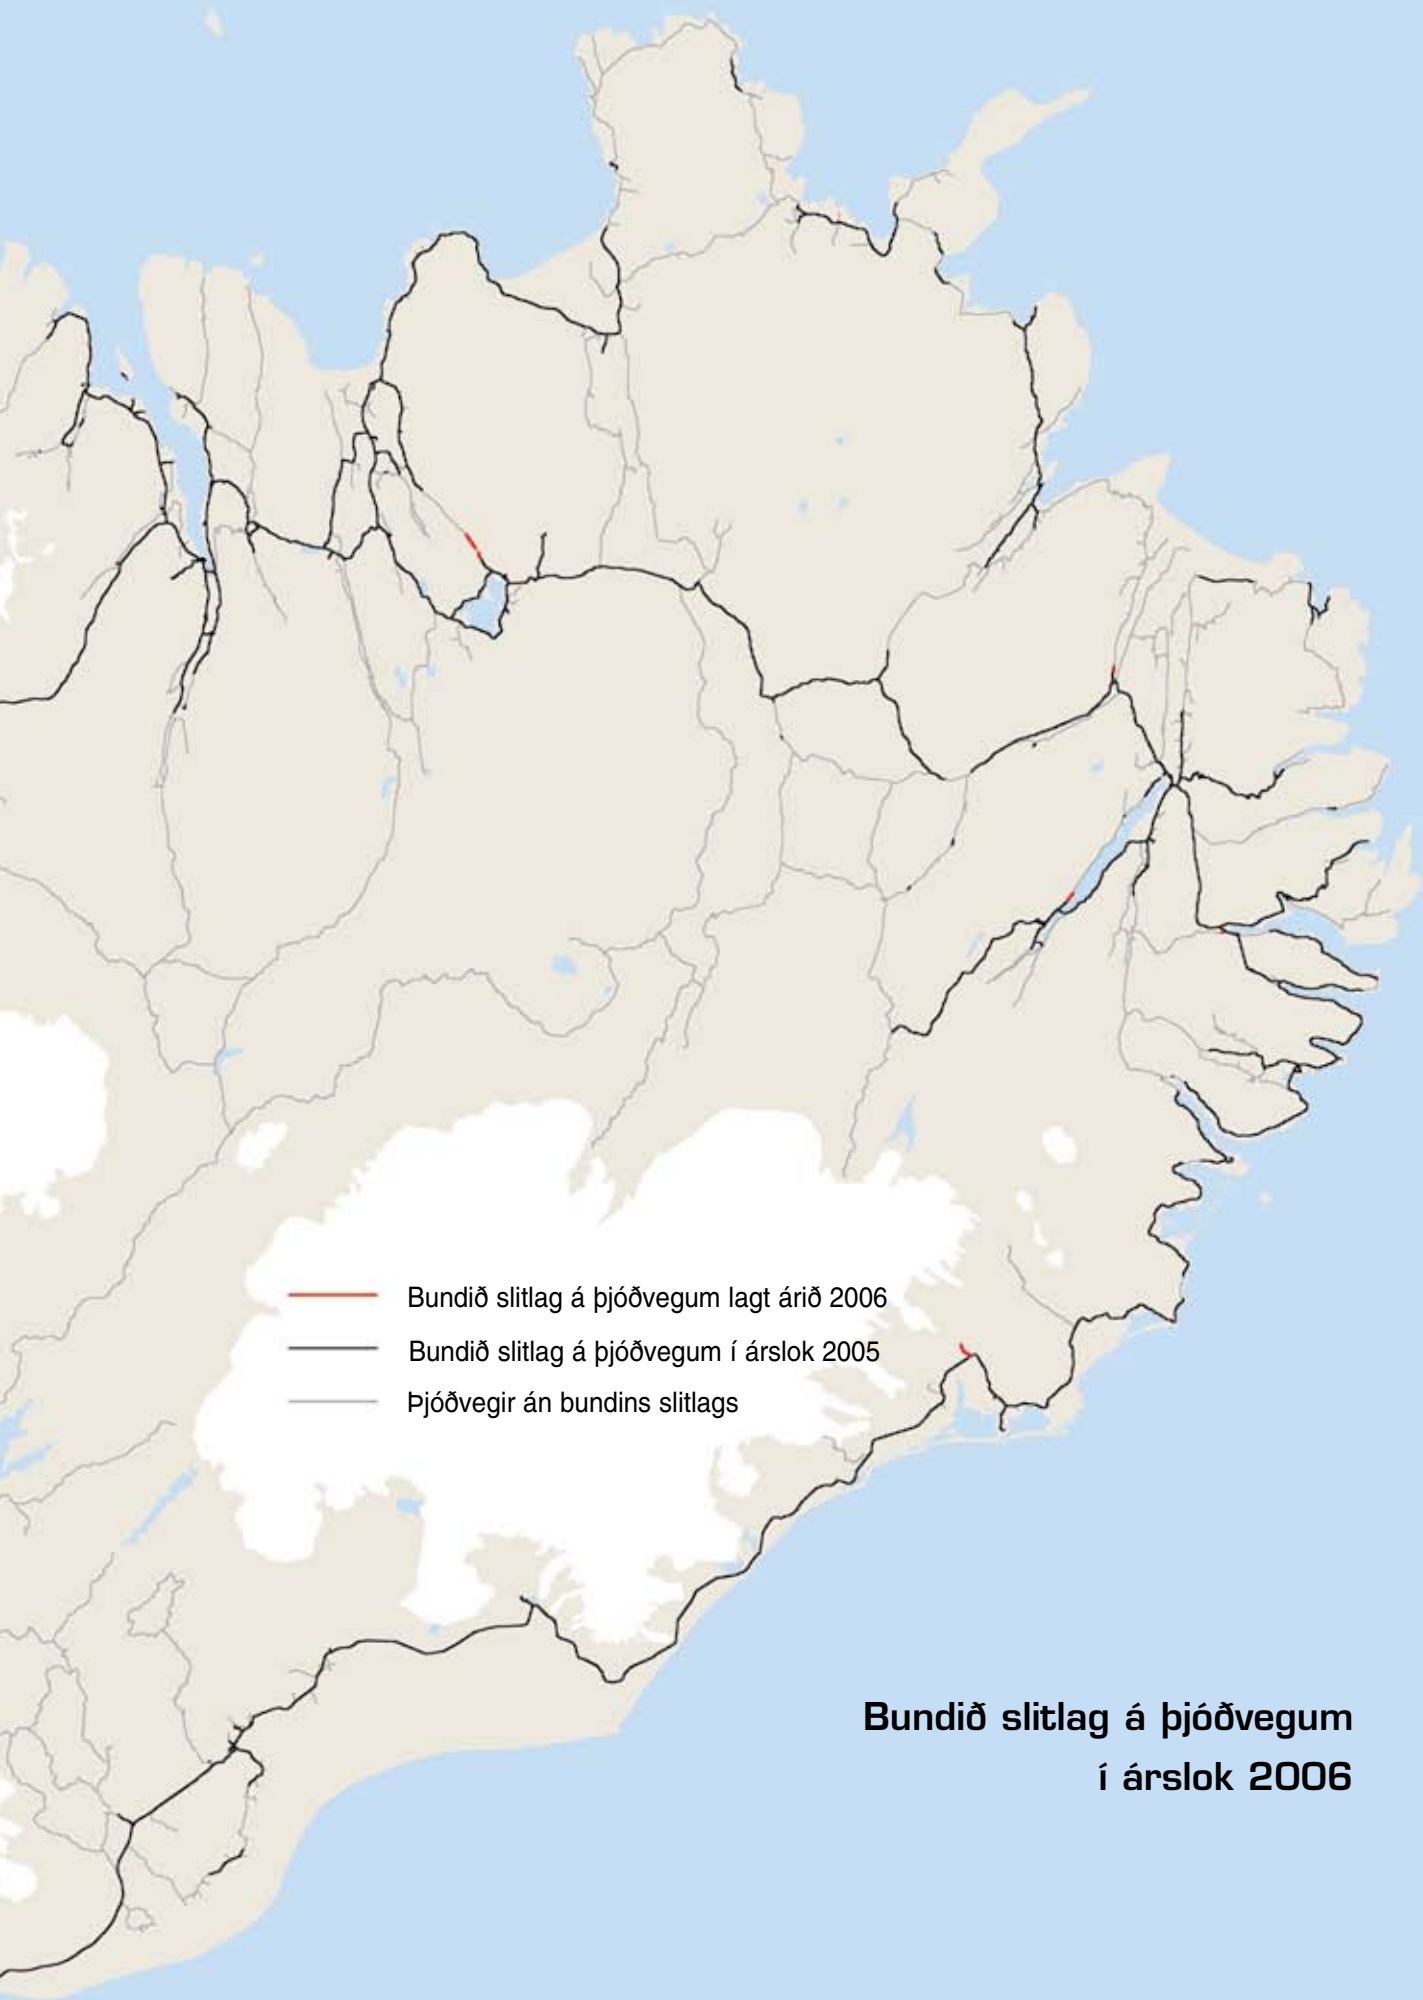 Bundið slitlag á þjóðvegum lagt árið 2006
Bundið slitlag á þjóðvegum í árslok 2005
Þjóðvegir án bundins slitlags
Bundið slitlag á þjóðvegum
í árslok 2006